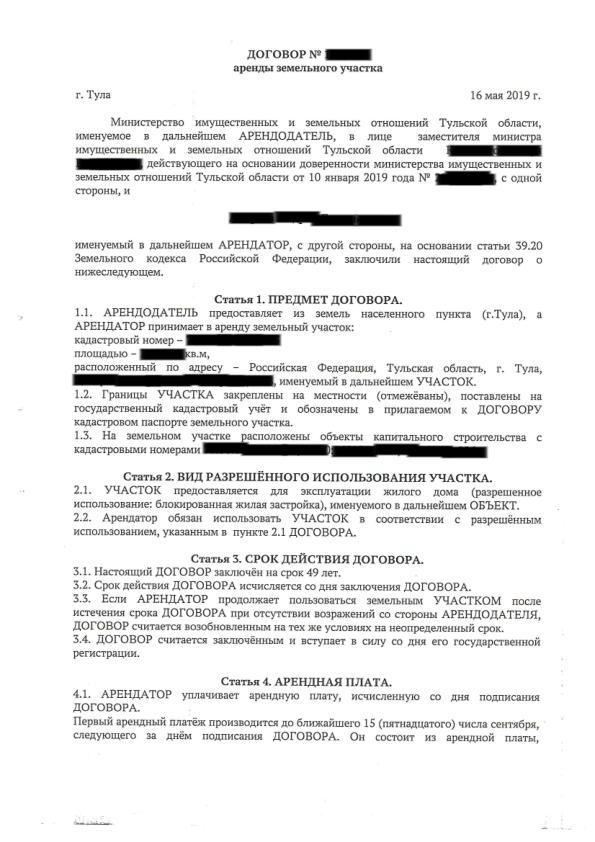 ДОГОВОР №
аренды земельного участка
г. Тула 16 мая 2019 г.
Министерство имущественных и земельных отношений Тульской области,
именуемое в дальнейшем АРЕНДОДАТЕЛЬ, в лице заместителя министра
имущественных и земельных отношений Тульской области
, действующего на основании доверенности министерства имущественных и
земельных отношений Тульской области от 10 января 2019 года № , с одной
стороны, и
именуемый в дальнейшем АРЕНДАТОР, с другой стороны, на основании статьи 39.20
Земельного кодекса Российской Федерации, заключили настоящий договор о
нижеследующем.
Статья 1. ПРЕДМЕТ ДОГОВОРА.
1.1. АРЕНДОДАТЕЛЬ предоставляет из земель населенного пункта (г.Тула), а
АРЕНДАТОР принимает в аренду земельный участок:
кадастровый номер –
площадью – кв.м,
расположенный по адресу – Российская Федерация, Тульская область, г. Тула,
, именуемый в дальнейшем УЧАСТОК.
1.2. Границы УЧАСТКА закреплены на местности (отмежёваны), поставлены на
государственный кадастровый учёт и обозначены в прилагаемом к ДОГОВОРУ
кадастровом паспорте земельного участка.
1.3. На земельном участке расположены объекты капитального строительства с
кадастровыми номерами
Статья 2. ВИД РАЗРЕШЁННОГО ИСПОЛЬЗОВАНИЯ УЧАСТКА.
2.1. УЧАСТОК предоставляется для эксплуатации жилого дома (разрешенное
использование: блокированная жилая застройка), именуемого в дальнейшем ОБЪЕКТ.
2.2. Арендатор обязан использовать УЧАСТОК в соответствии с разрешённым
использованием, указанным в пункте 2.1 ДОГОВОРА.
Статья 3. СРОК ДЕЙСТВИЯ ДОГОВОРА.
3.1. Настоящий ДОГОВОР заключён на срок 49 лет.
3.2. Срок действия ДОГОВОРА исчисляется со дня заключения ДОГОВОРА.
3.3. Если АРЕНДАТОР продолжает пользоваться земельным УЧАСТКОМ после
истечения срока ДОГОВОРА при отсутствии возражений со стороны АРЕНДОДАТЕЛЯ,
ДОГОВОР считается возобновленным на тех же условиях на неопределенный срок.
3.4. ДОГОВОР считается заключённым и вступает в силу со дня его государственной
регистрации.
Статья 4. АРЕНДНАЯ ПЛАТА.
4.1. АРЕНДАТОР уплачивает арендную плату, исчисленную со дня подписания
ДОГОВОРА.
Первый арендный платёж производится до ближайшего 15 (пятнадцатого) числа сентября,
следующего за днём подписания ДОГОВОРА. Он состоит из арендной платы,